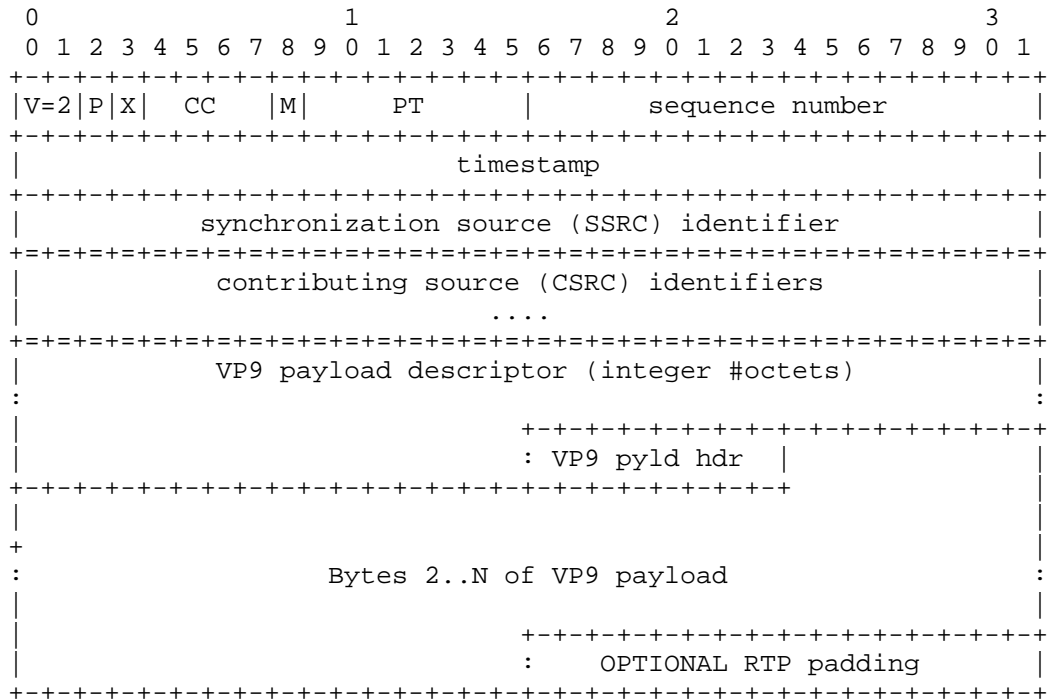 0                   1                   2                   3
 0 1 2 3 4 5 6 7 8 9 0 1 2 3 4 5 6 7 8 9 0 1 2 3 4 5 6 7 8 9 0 1
+-+-+-+-+-+-+-+-+-+-+-+-+-+-+-+-+-+-+-+-+-+-+-+-+-+-+-+-+-+-+-+-+
|V=2|P|X|  CC   |M|     PT      |       sequence number         |
+-+-+-+-+-+-+-+-+-+-+-+-+-+-+-+-+-+-+-+-+-+-+-+-+-+-+-+-+-+-+-+-+
|                           timestamp                           |
+-+-+-+-+-+-+-+-+-+-+-+-+-+-+-+-+-+-+-+-+-+-+-+-+-+-+-+-+-+-+-+-+
|           synchronization source (SSRC) identifier            |
+=+=+=+=+=+=+=+=+=+=+=+=+=+=+=+=+=+=+=+=+=+=+=+=+=+=+=+=+=+=+=+=+
|            contributing source (CSRC) identifiers             |
|                             ....                              |
+=+=+=+=+=+=+=+=+=+=+=+=+=+=+=+=+=+=+=+=+=+=+=+=+=+=+=+=+=+=+=+=+
|            VP9 payload descriptor (integer #octets)           |
:                                                               :
|                               +-+-+-+-+-+-+-+-+-+-+-+-+-+-+-+-+
|                               : VP9 pyld hdr  |               |
+-+-+-+-+-+-+-+-+-+-+-+-+-+-+-+-+-+-+-+-+-+-+-+-+               |
|                                                               |
+                                                               |
:                   Bytes 2..N of VP9 payload                   :
|                                                               |
|                               +-+-+-+-+-+-+-+-+-+-+-+-+-+-+-+-+
|                               :    OPTIONAL RTP padding       |
+-+-+-+-+-+-+-+-+-+-+-+-+-+-+-+-+-+-+-+-+-+-+-+-+-+-+-+-+-+-+-+-+